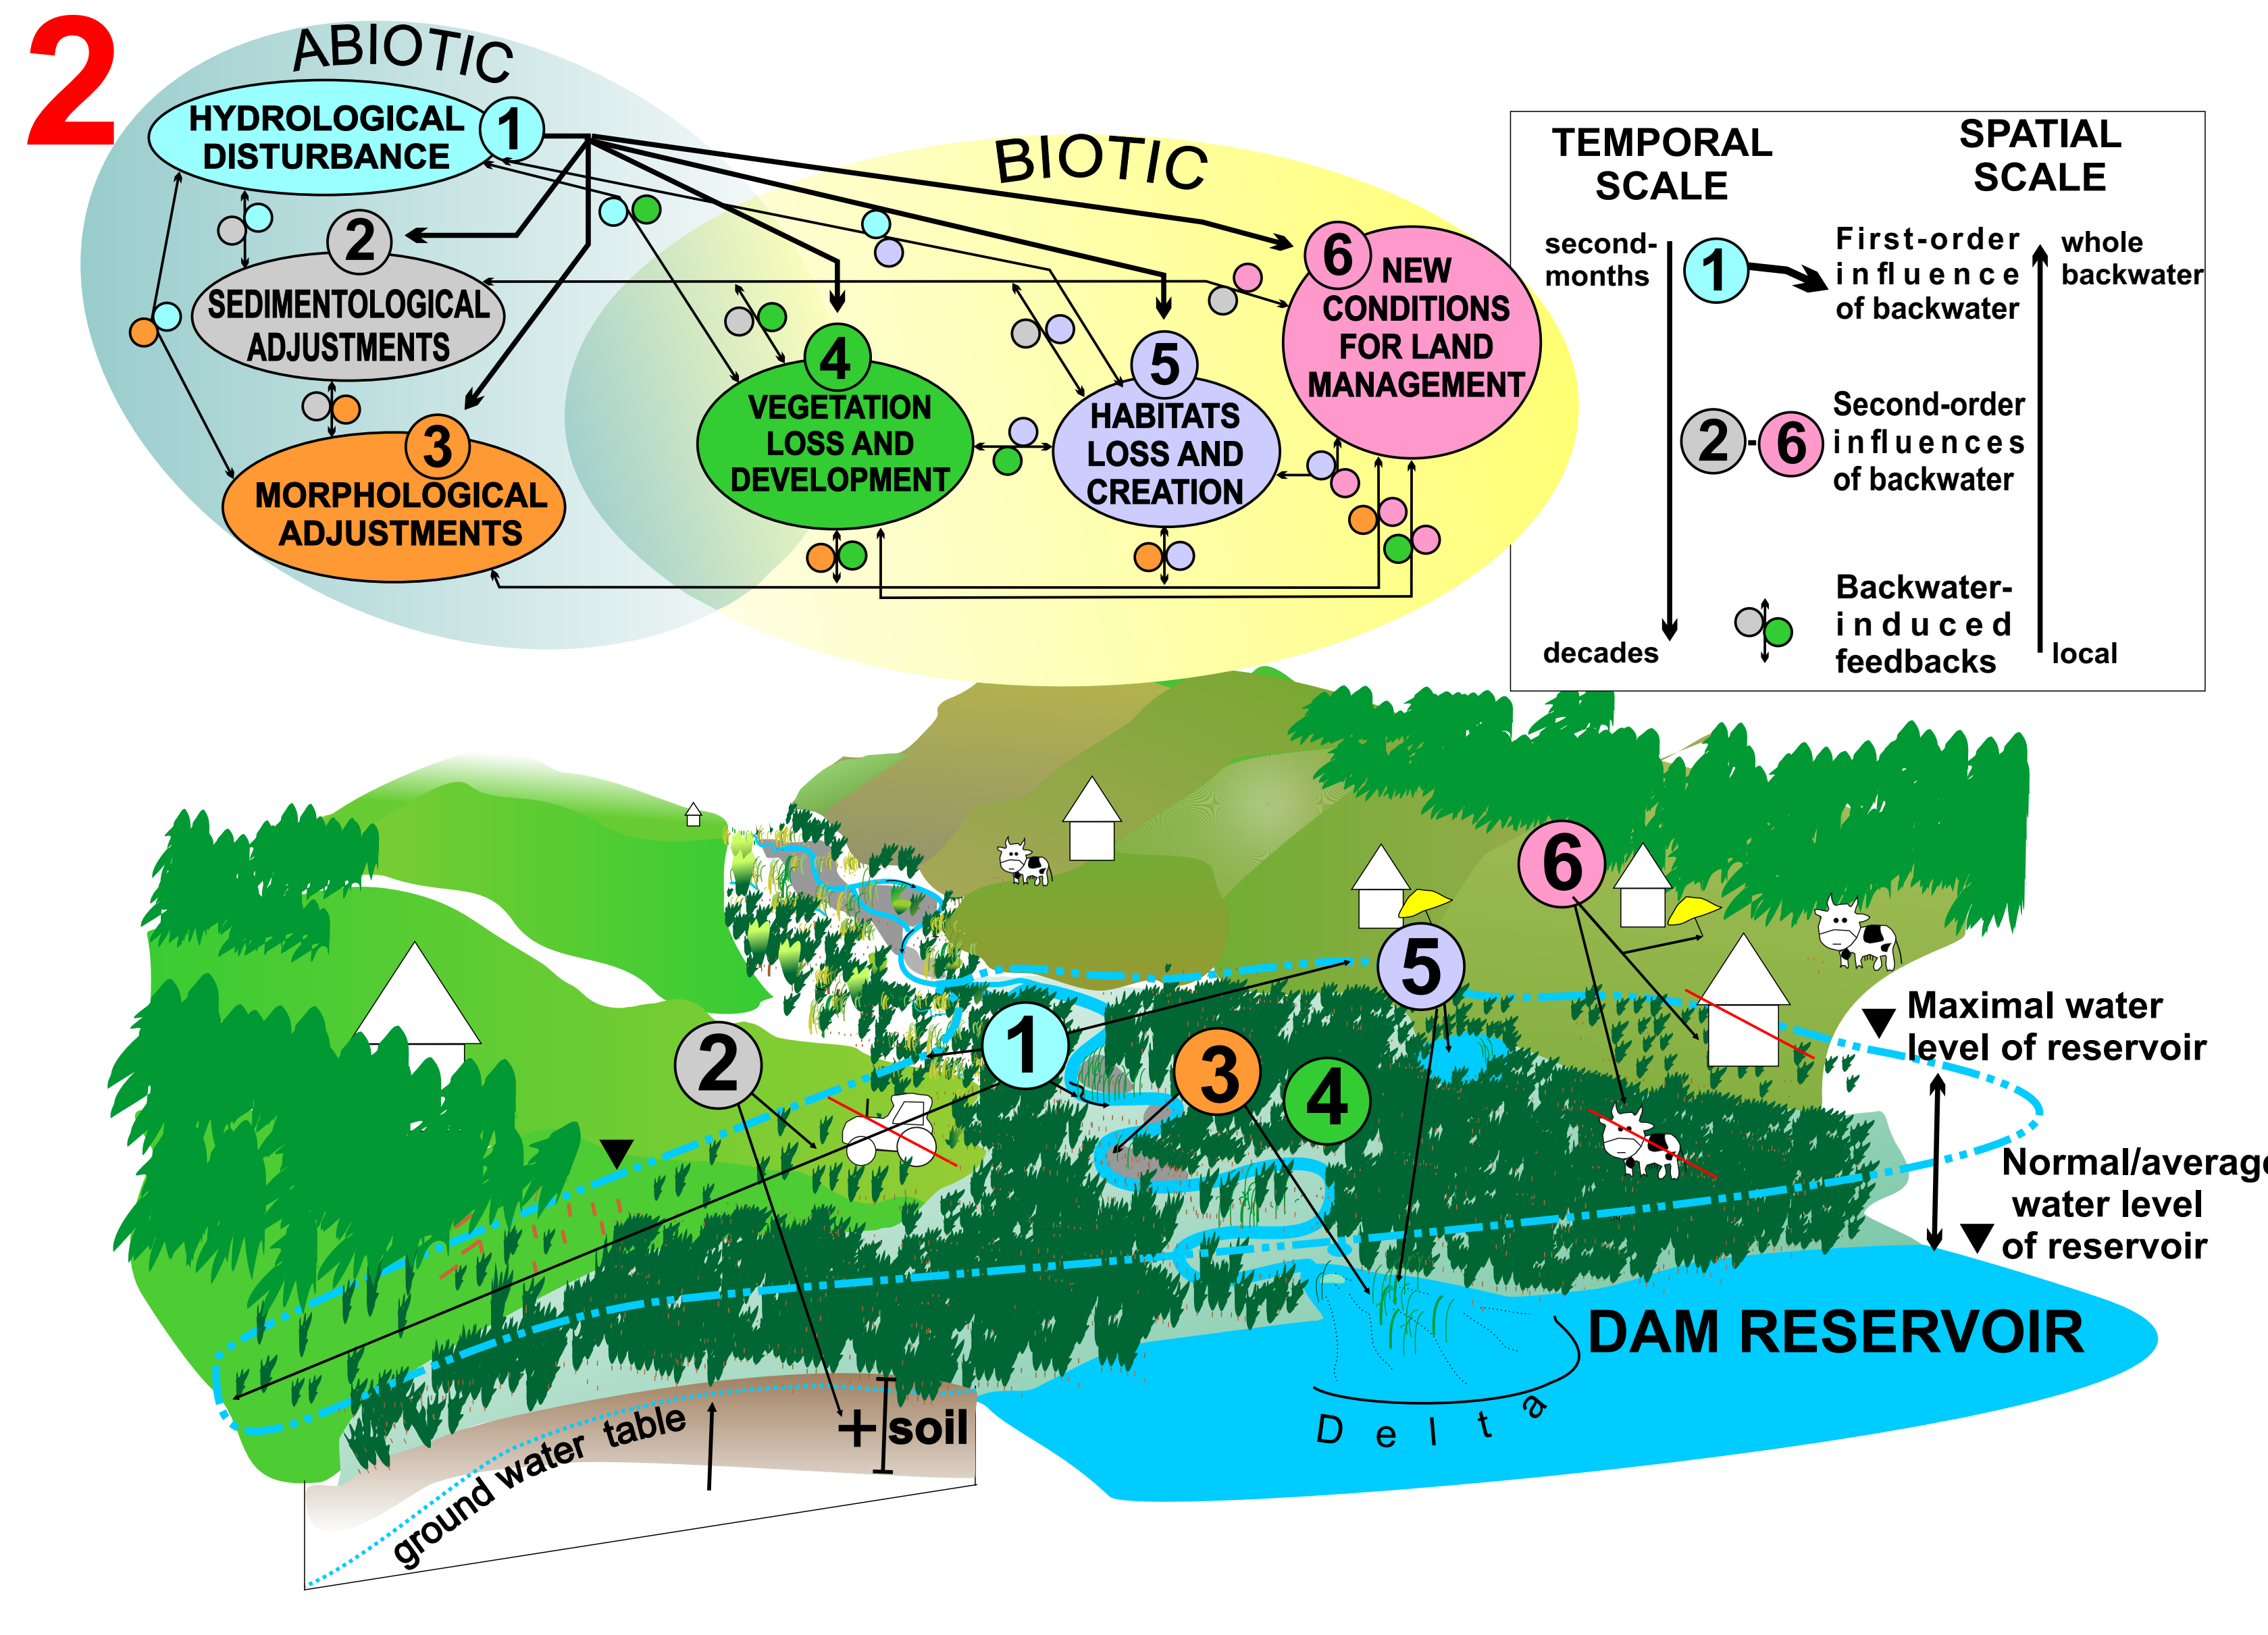 2
ABIOTIC
HYDROLOGICAL
DISTURBANCE
1
2
SEDIMENTOLOGICAL
ADJUSTMENTS
3
MORPHOLOGICAL
ADJUSTMENTS
BIOTIC
4
VEGETATION
LOSS AND
DEVELOPMENT
5
HABITATS
LOSS AND
CREATION
6
NEW
CONDITIONS
FOR LAND
MANAGEMENT
TEMPORAL
SCALE
SPATIAL
SCALE
second-
months
1
First-order
influence
of backwater
whole
backwater
2-6
Second-order
influences
of backwater
decades
Backwater-
induced
feedbacks
local
6
5
1
2
3
4
Maximal water
level of reservoir
Normal/average
water level
of reservoir
DAM RESERVOIR
Delta
+ soil
ground water table